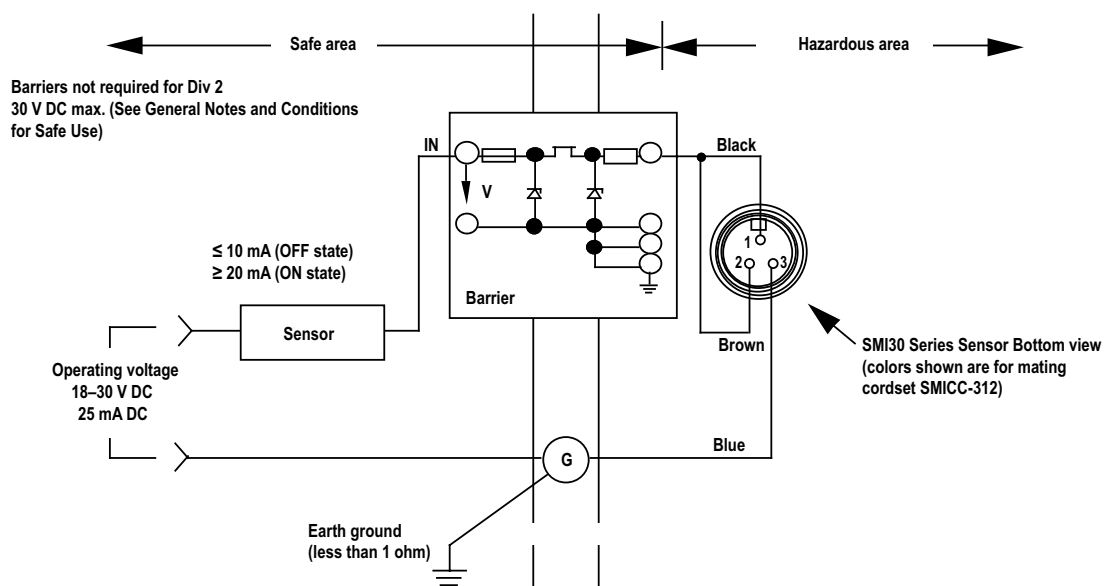 Safe area
Hazardous area
Barriers not required for Div 2
30 V DC max. (See General Notes and Conditions
for Safe Use)
IN
Black
V
1
2
3
≤ 10 mA (OFF state)
≥ 20 mA (ON state)
Barrier
Sensor
Brown
SMI30 Series Sensor Bottom view
(colors shown are for mating
cordset SMICC-312)
Operating voltage
18–30 V DC
25 mA DC
Blue
G
Earth ground
(less than 1 ohm)